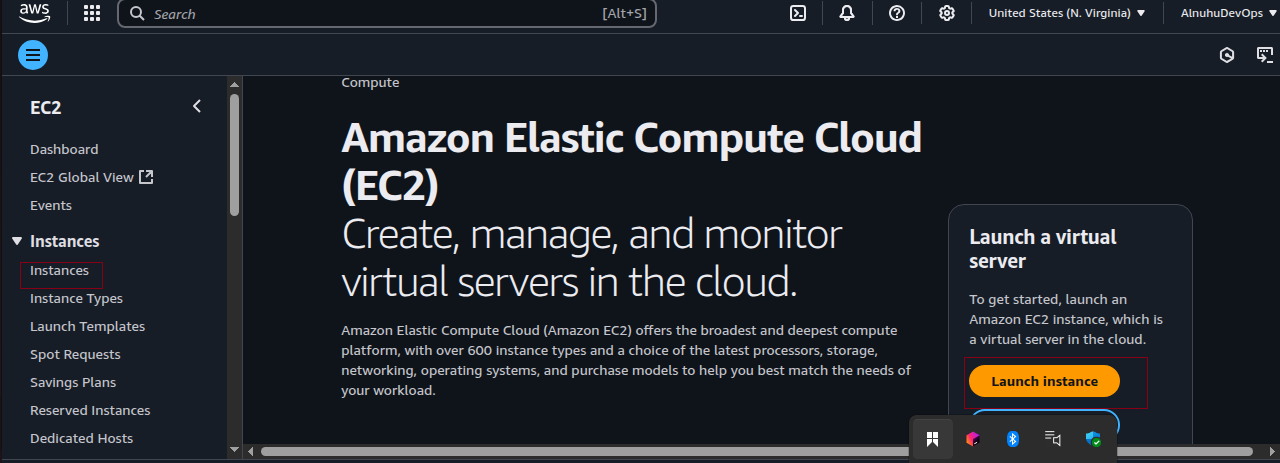 aws
Search
[Alt+S]
United States (N. Virginia)
AlnuhuDevOps
EC2
Dashboard
EC2 Global View
Events
Instances
Instances
Instance Types
Launch Templates
Spot Requests
Savings Plans
Reserved Instances
Dedicated Hosts
Compute
Amazon Elastic Compute Cloud
(EC2)
Create, manage, and monitor
virtual servers in the cloud.
Amazon Elastic Compute Cloud (Amazon EC2) offers the broadest and deepest compute
platform, with over 600 instance types and a choice of the latest processors, storage,
networking, operating systems, and purchase models to help you best match the needs of
your workload.
Launch a virtual
server
To get started, launch an
Amazon EC2 instance, which is
a virtual server in the cloud.
Launch instance